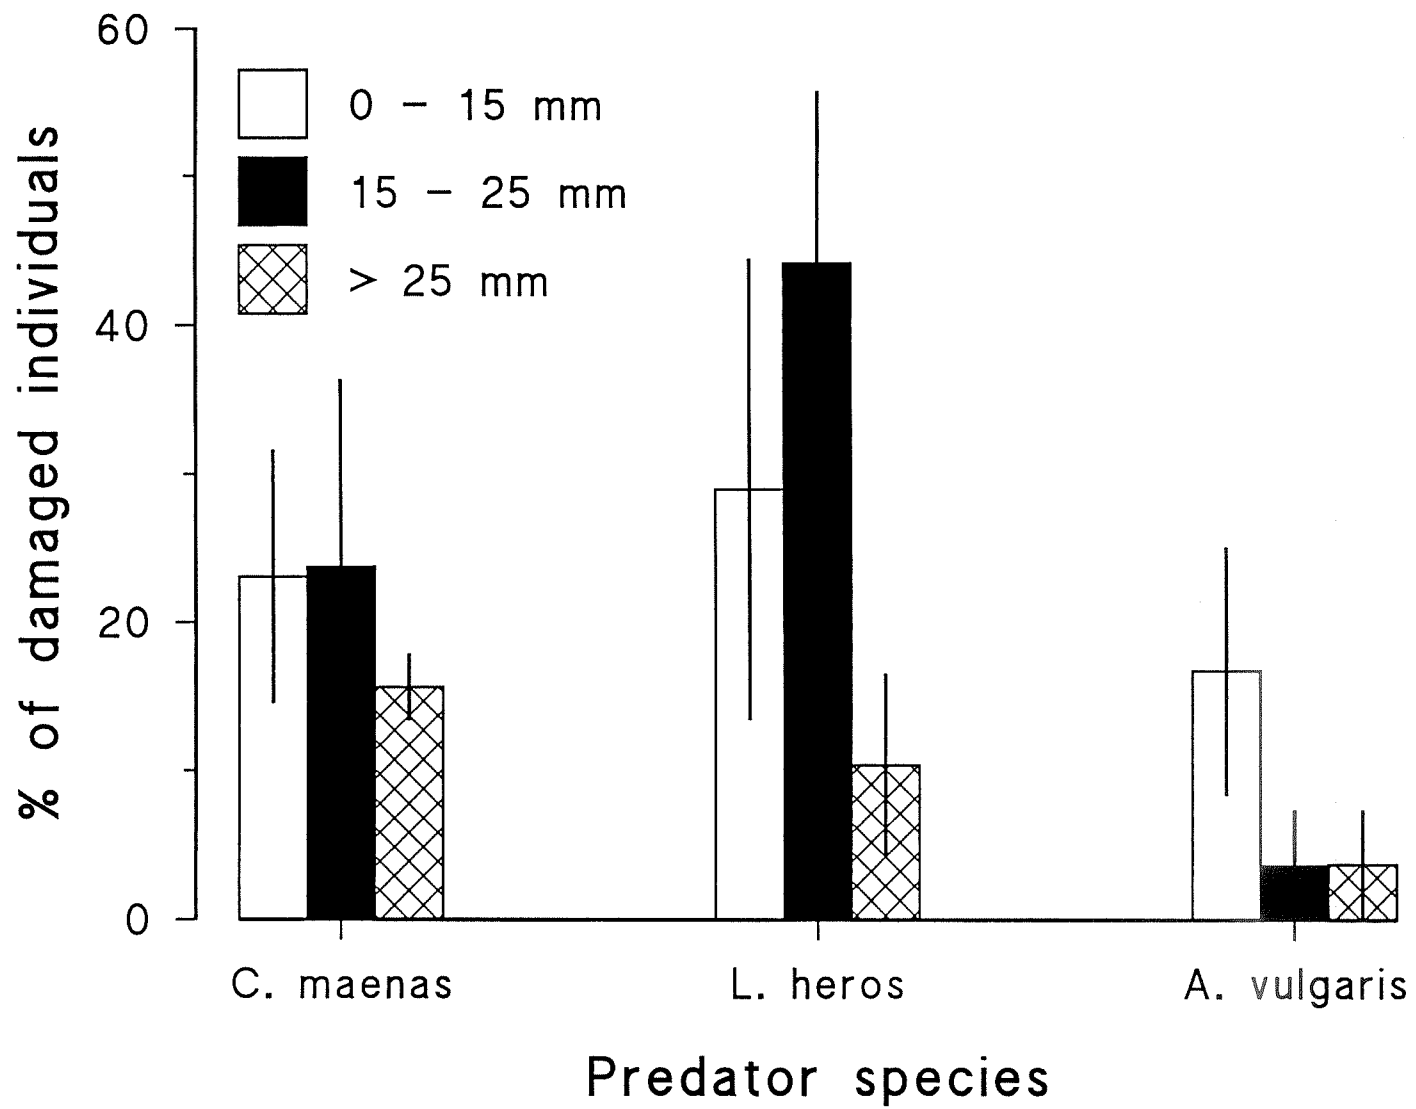 % of damaged individuals
60
40
20
0
0 – 15 mm
15 – 25 mm
> 25 mm
C. maenas
L. heros
A. vulgaris
Predator species